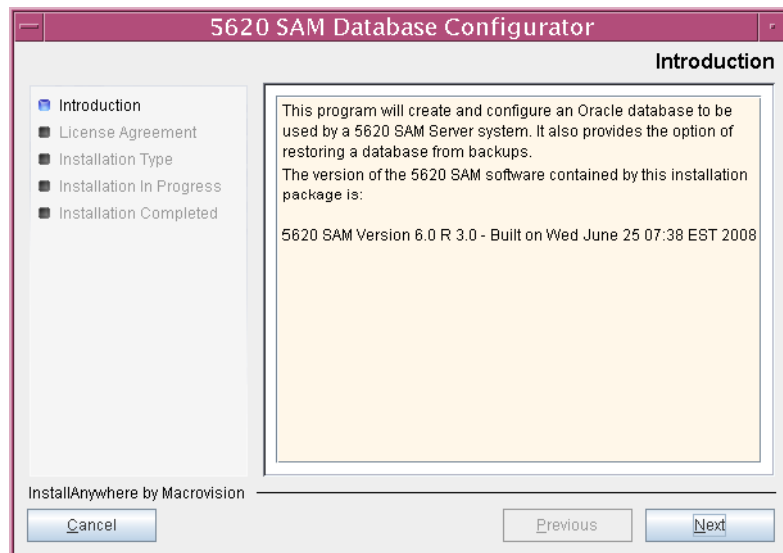 5620 SAM Database Configurator
Introduction
Introduction
License Agreement
Installation Type
Installation In Progress
Installation Completed
This program will create and configure an Oracle database to be
used by a 5620 SAM Server system. It also provides the option of
restoring a database from backups.
The version of the 5620 SAM software contained by this installation
package is:
5620 SAM Version 6.0 R 3.0 - Built on Wed June 25 07:38 EST 2008
InstallAnywhere by Macrovision
Cancel
Previous
Next